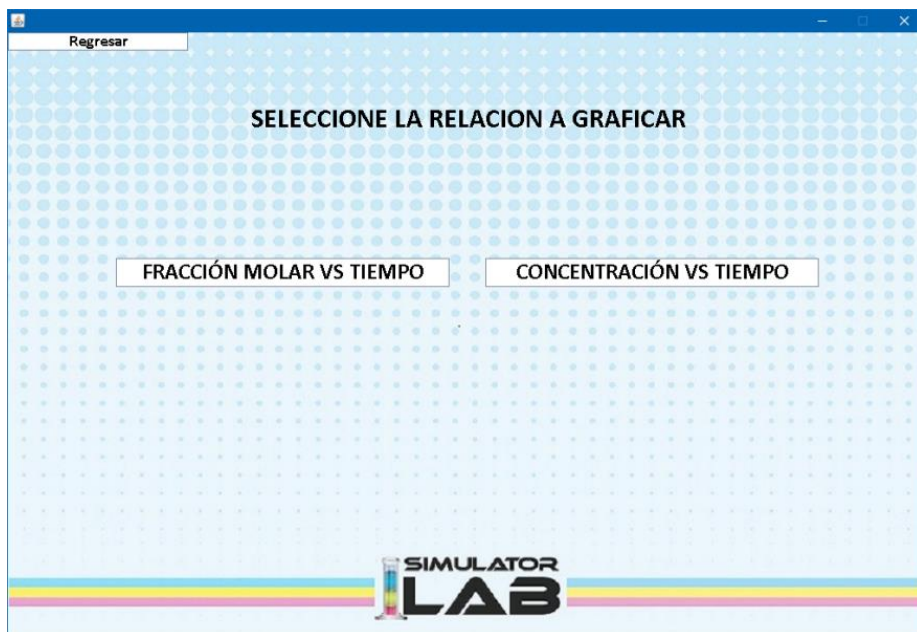 Regresar
SELECCIONE LA RELACION A GRAFICAR
FRACCIÓN MOLAR VS TIEMPO
CONCENTRACIÓN VS TIEMPO
SIMULATOR
LAB